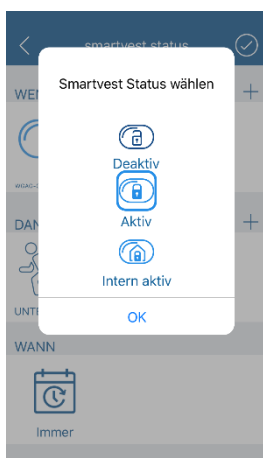 smartvest status
Smartvest Status wählen
WEN
Deaktiv
DAN
Aktiv
Intern aktiv
UNTE
OK
WANN
Immer